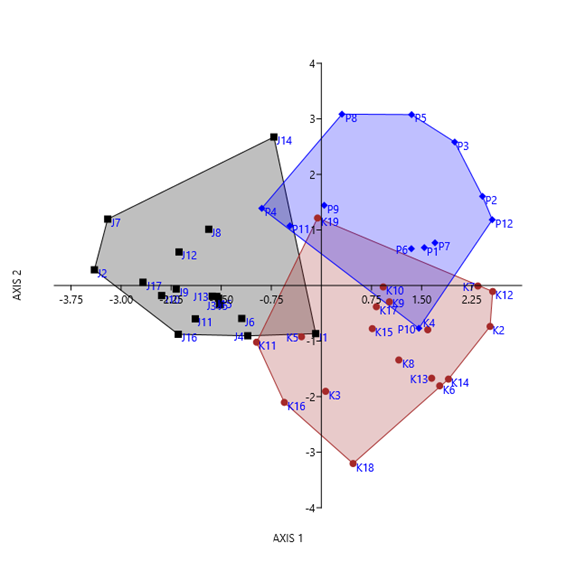 4
P8
P5
3
J14
P3
P2
P4
P9
J7
K19
P12
P11
J8
1
P7
P6
P1
J12
J2
J17
K10
K7
K12
-3.75
-3.00
-0.75
0.75
1.50
2.25
J9
J13
K9
K17
AXIS 2
J11
J6
K15
P10
K4
K2
J16
J4
K5
J1
-1
K11
K8
K13
K14
K6
-2
K16
K3
-3
K18
-4
AXIS 1